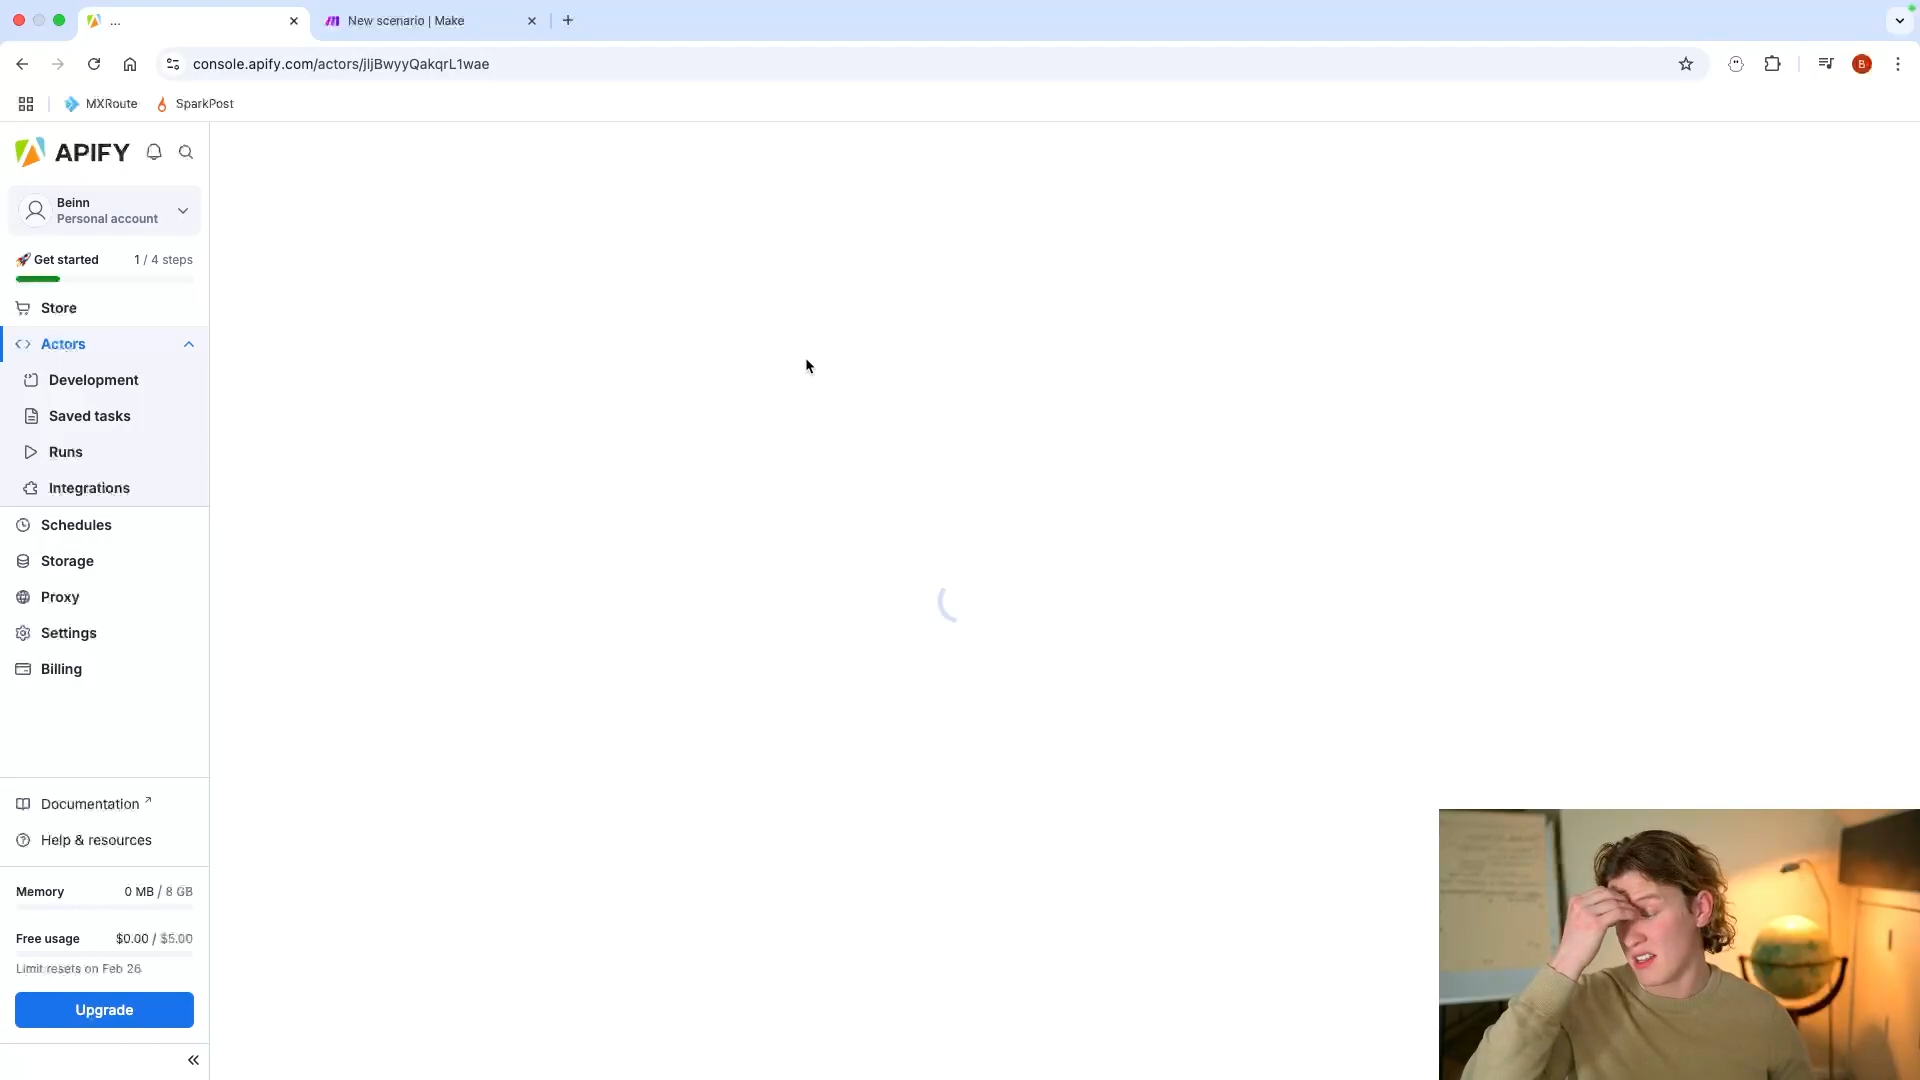 ...
New scenario | Make
console.apify.com/actors/jljBwyyQakqrL1wae
B
MXRoute
SparkPost
APIFY
Beinn
Personal account
Get started
1 / 4 steps
Store
Actors
Development
Saved tasks
Runs
Integrations
Schedules
Storage
Proxy
Settings
Billing
Documentation
Help & resources
Memory
0 MB / 8 GB
Free usage
$0.00 / $5.00
Limit resets on Feb 26
Upgrade